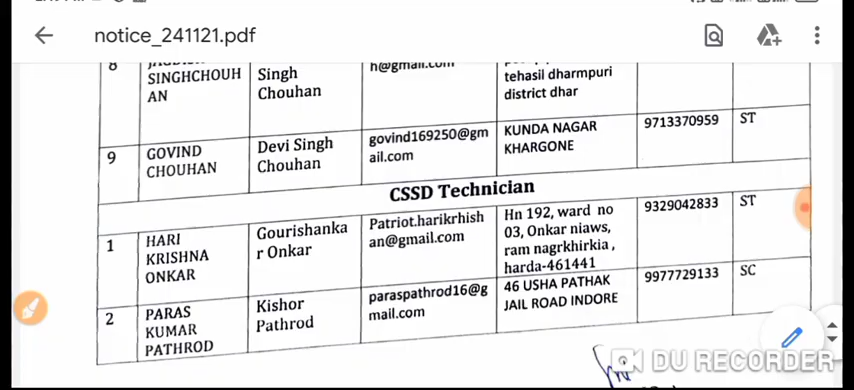 notice_241121.pdf
8
SINGHCHOUH
AN
Singh
Chouhan
h@gmail.com
tehasil dharmpuri
district dhar
9
GOVIND
CHOUHAN
Devi Singh
Chouhan
govind169250@gm
ail.com
KUNDA NAGAR
KHARGONE
9713370959
ST
CSSD Technician
1
HARI
KRISHNA
ONKAR
Gourishanka
r Onkar
Patriot.harikrhish
an@gmail.com
Hn 192, ward no
03, Onkar niaws,
ram nagrkhirkia,
harda-461441
9329042833
ST
2
PARAS
KUMAR
PATHROD
Kishor
Pathrod
paraspathrod16@g
mail.com
46 USHA PATHAK
JAIL ROAD INDORE
9977729133
SC
DU RECORDER